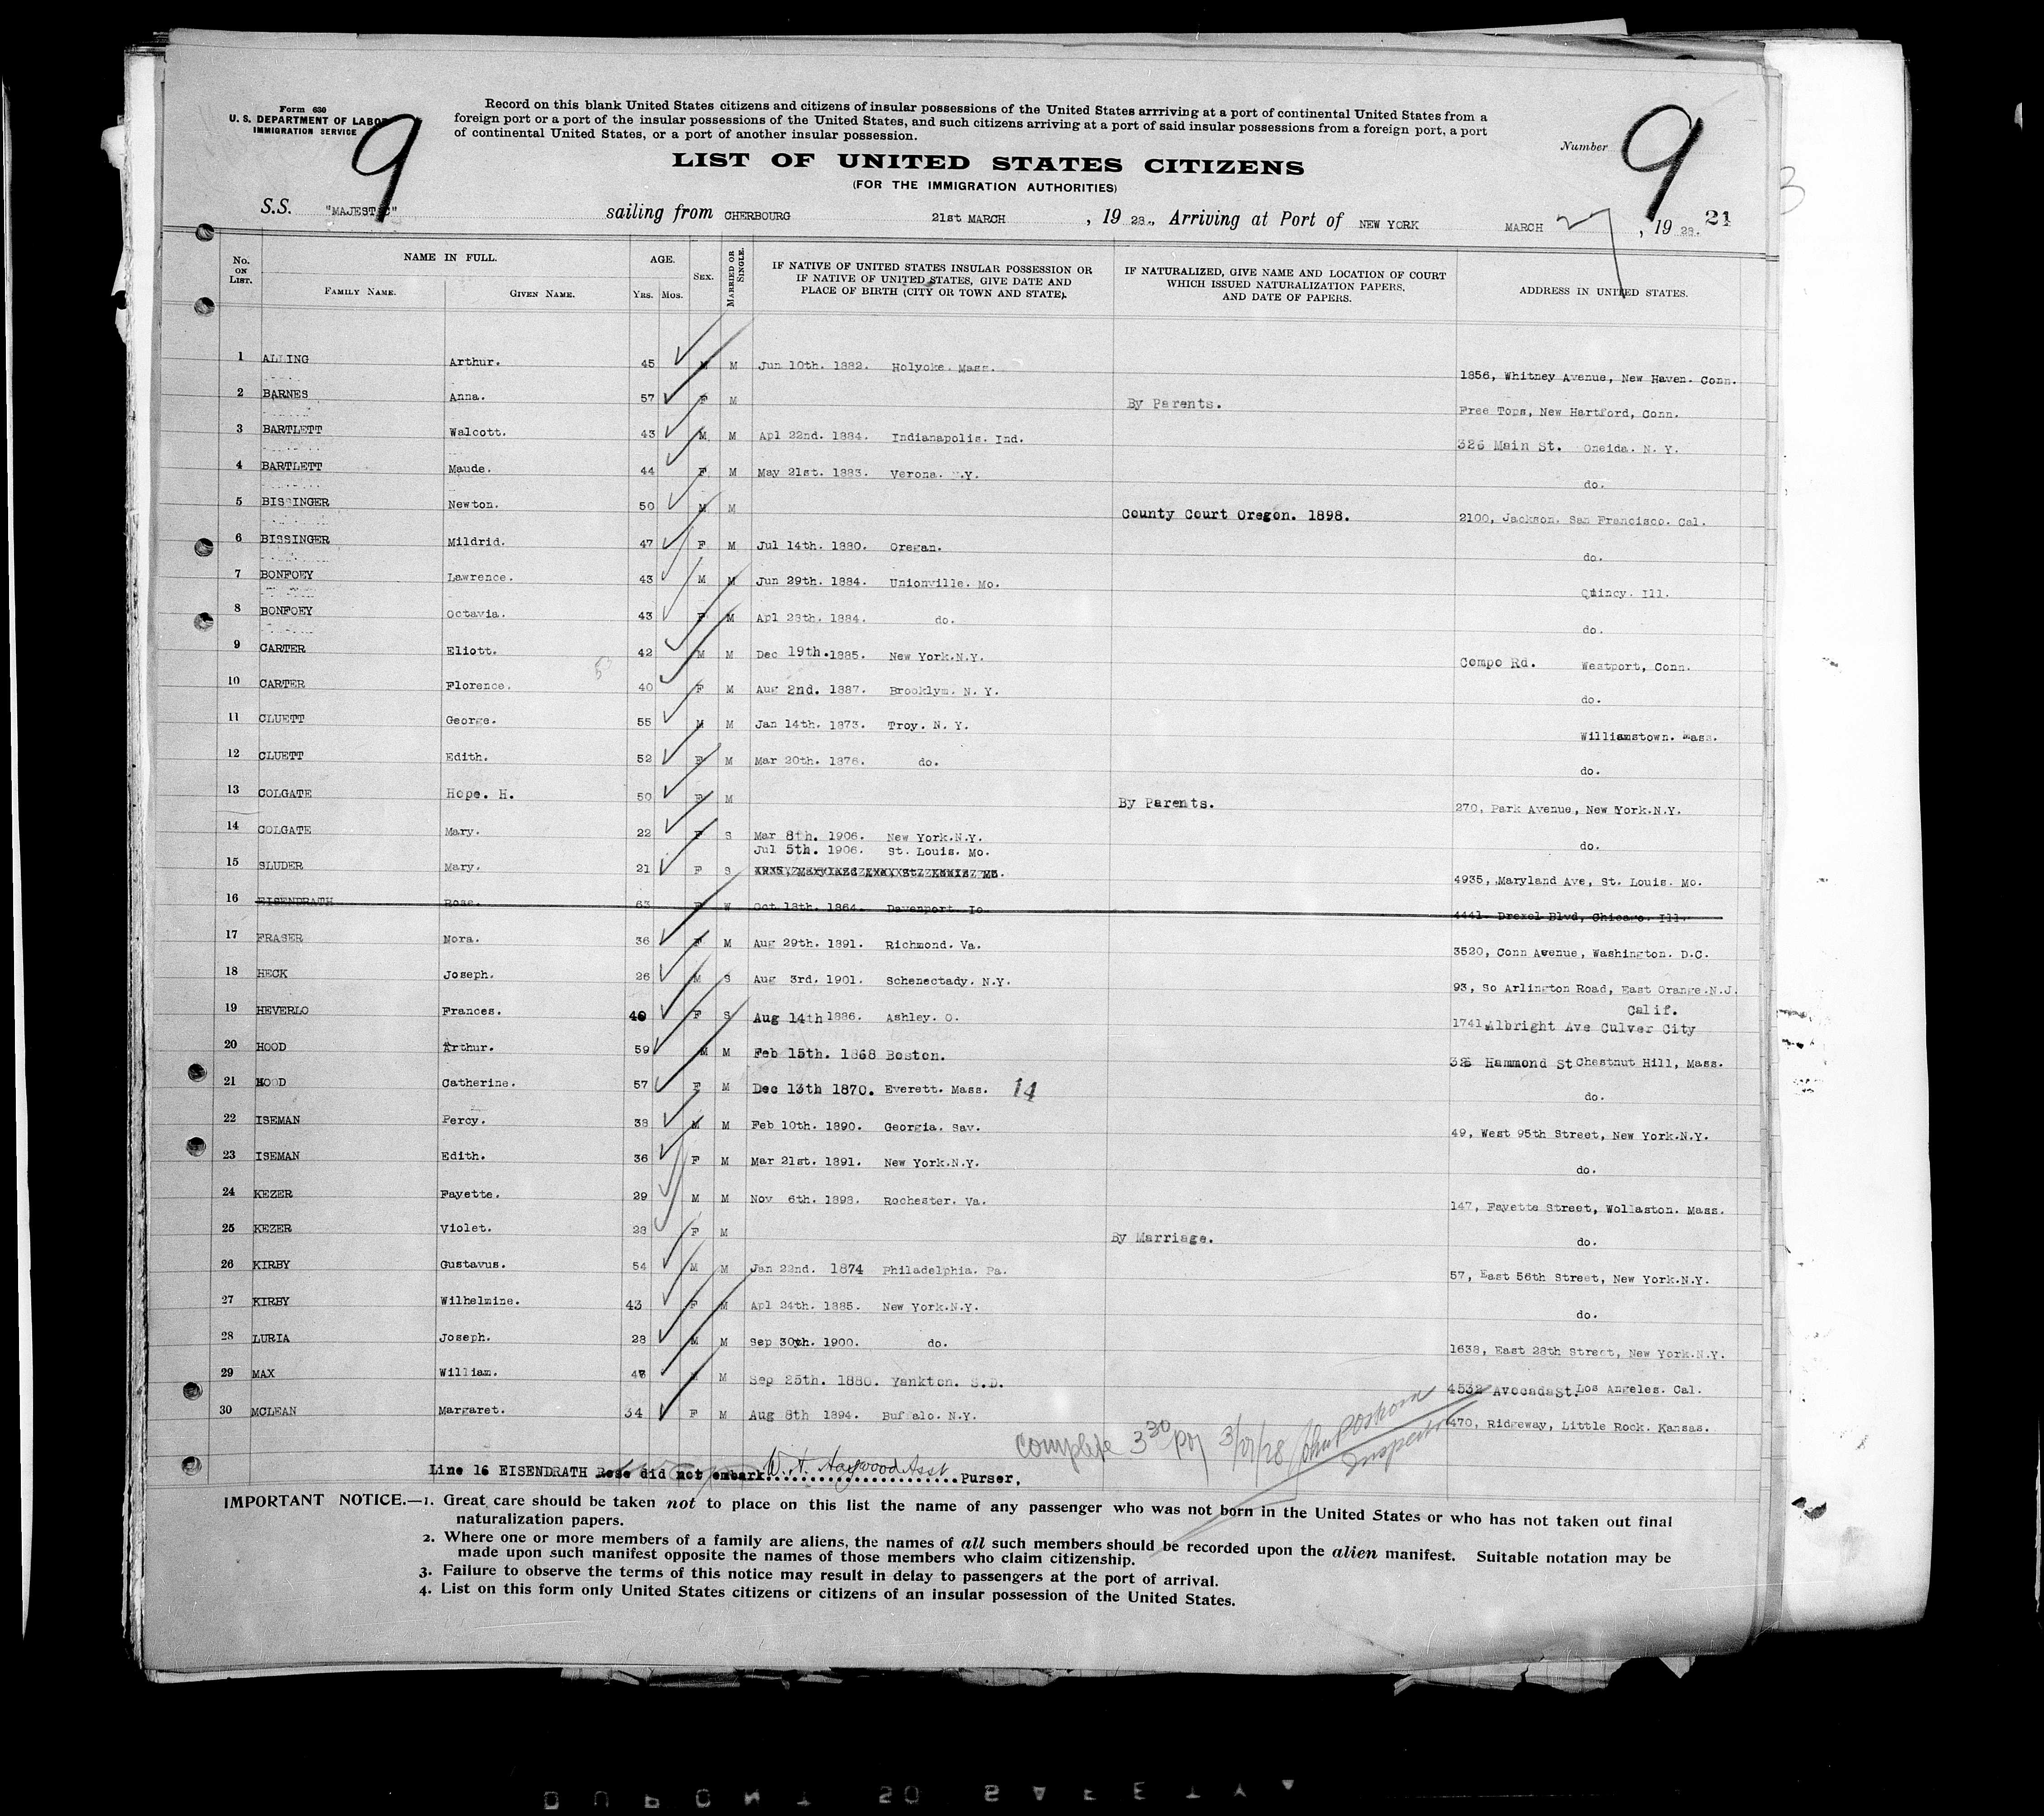 Form 630
U. S. DEPARTMENT OF LABOR
IMMIGRATION SERVICE
9
Record on this blank United States citizens and citizens of insular possessions of the United States arrriving at a port of continental United States from a
foreign port or a port of the insular possessions of the United States, and such citizens arriving at a port of said insular possessions from a foreign port, a port
of continental United States, or a port of another insular possession.
Number 9
LIST OF UNITED STATES CITIZENS
(FOR THE IMMIGRATION AUTHORITIES)
S.S. "MAJESTIC" sailing from CHERBOURG 21st MARCH , 19 28., Arriving at Port of NEW YORK MARCH 27 , 19 28. 21
No. ON LIST. NAME IN FULL. FAMILY NAME. GIVEN NAME. AGE. Yrs. Mos. SEX. MARRIED OR SINGLE. IF NATIVE OF UNITED STATES INSULAR POSSESSION OR IF NATIVE OF UNITED STATES, GIVE DATE AND PLACE OF BIRTH (CITY OR TOWN AND STATE). IF NATURALIZED, GIVE NAME AND LOCATION OF COURT WHICH ISSUED NATURALIZATION PAPERS, AND DATE OF PAPERS. ADDRESS IN UNITED STATES.
1 ALLING Arthur. 45 M M Jun 10th. 1882. Holyoke. Mass. 1856, Whitney Avenue, New Haven. Conn.
2 BARNES Anna. 57 F M By Parents. Free Tops, New Hartford, Conn.
3 BARTLETT Walcott. 43 M M Apl 22nd. 1884. Indianapolis. Ind. 326 Main St. Oneida. N. Y.
4 BARTLETT Maude. 44 F M May 21st. 1883. Verona. N.Y. do.
5 BISSINGER Newton. 50 M M County Court Oregon. 1898. 2100, Jackson. San Francisco. Cal.
6 BISSINGER Mildrid. 47 F M Jul 14th. 1880. Oregan. do.
7 BONFOEY Lawrence. 43 M M Jun 29th. 1884. Unionville. Mo. Quincy. Ill.
8 BONFOEY Octavia. 43 F M Apl 28th. 1884. do. do.
9 CARTER Eliott. 42 M M Dec 19th.1885. New York.N.Y. Compo Rd. Westport, Conn.
10 CARTER Florence. 40 F M Aug 2nd. 1887. Brooklyn. N. Y. do.
11 CLUETT George. 55 M M Jan 14th. 1873. Troy. N. Y. Williamstown. Mass.
12 CLUETT Edith. 52 F M Mar 20th. 1876. do. do.
13 COLGATE Hope. H. 50 F M By Parents. 270, Park Avenue, New York.N.Y.
14 COLGATE Mary. 22 F S Mar 8th. 1906. New York.N.Y. do.
Jul 5th. 1906. St. Louis. Mo.
15 SLUDER Mary. 21 F S 4935, Maryland Ave, St. Louis. Mo.
16 EISENDRATH Rose. 63 F W Oct 18th. 1864. Davenport. Io 4441 Drexel Blvd, Chicago. Ill.
17 FRASER Nora. 36 F M Aug 29th. 1891. Richmond. Va. 3520, Conn Avenue, Washington. D.C.
18 HECK Joseph. 26 M S Aug 3rd. 1901. Schenectady. N.Y. 93, So Arlington Road, East Orange.N.J.
19 HEVERLO Frances. 40 F S Aug 14th 1886. Ashley. O. Calif.
1741 Albright Ave Culver City
20 HOOD Arthur. 59 M M Feb 15th. 1868 Boston. Hammond St Chestnut Hill, Mass.
21 HOOD Catherine. 57 F M Dec 13th 1870. Everett. Mass. 14 do.
22 ISEMAN Percy. 38 M M Feb 10th. 1890. Georgia. Sav. 49, West 95th Street, New York.N.Y.
23 ISEMAN Edith. 36 F M Mar 21st. 1891. New York.N.Y. do.
24 KEZER Fayette. 29 M M Nov 6th. 1898. Rochester. Va. 147, Fayette Street, Wollaston. Mass.
25 KEZER Violet. 28 F M By Marriage. do.
26 KIRBY Gustavus. 54 M M Jan 22nd. 1874 Philadelphia. Pa. 57, East 56th Street, New York.N.Y.
27 KIRBY Wilhelmine. 43 F M Apl 24th. 1885. New York.N.Y. do.
28 LURIA Joseph. 28 M M Sep 30th. 1900. do. 1638, East 28th Street, New York.N.Y.
29 MAX William. M Sep 25th. 1880. Yankton. S.D. 4532 Avocada St. Los Angeles. Cal.
30 MCLEAN Margaret. 34 F M Aug 8th 1894. Buffalo. N.Y. 470, Ridgeway, Little Rock. Kansas.
Complete 3 30 PM 3/27/28 John P Osborn
Inspector
Line 16 EISENDRATH Rose did not embark. W. H. Haywood Asst Purser,
IMPORTANT NOTICE.—1. Great care should be taken not to place on this list the name of any passenger who was not born in the United States or who has not taken out final
naturalization papers.
2. Where one or more members of a family are aliens, the names of all such members should be recorded upon the alien manifest. Suitable notation may be
made upon such manifest opposite the names of those members who claim citizenship.
3. Failure to observe the terms of this notice may result in delay to passengers at the port of arrival.
4. List on this form only United States citizens or citizens of an insular possession of the United States.
DUPONT SO SAFETY